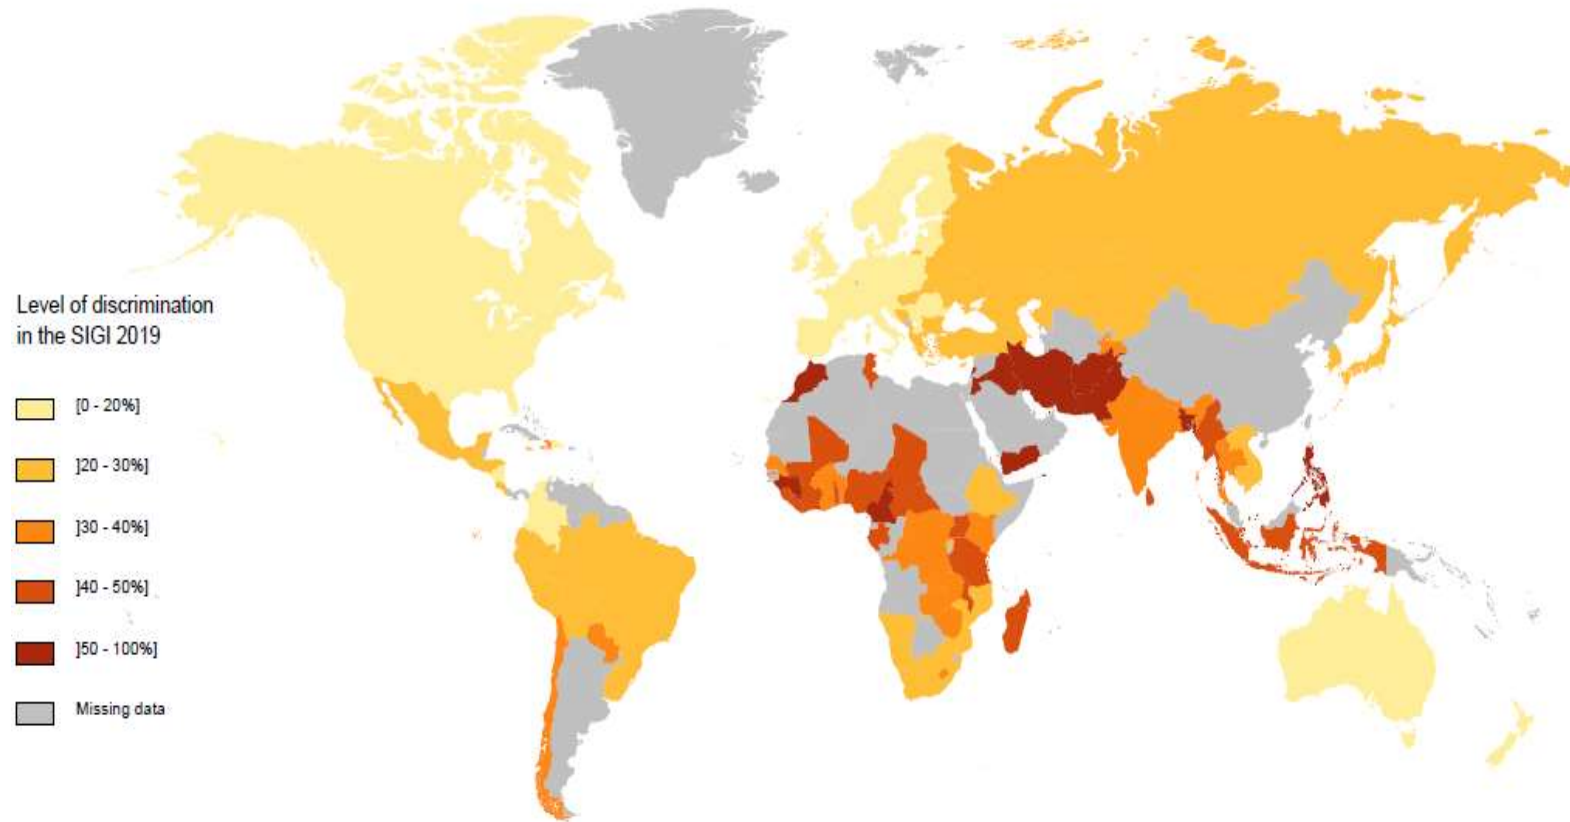 Level of discrimination
in the SIGI 2019
[0 - 20%]
]20 - 30%]
]30 - 40%]
]40 - 50%]
]50 - 100%]
Missing data